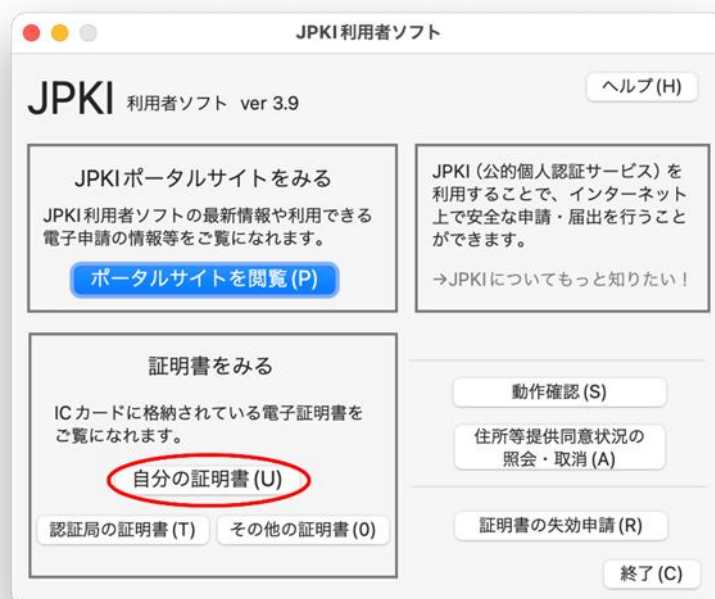 JPKI利用者ソフト
JPKI 利用者ソフト ver 3.9
ヘルプ(H)
JPKIポータルサイトをみる
JPKI利用者ソフトの最新情報や利用できる
電子申請の情報等をご覧になれます。
ポータルサイトを閲覧(P)
JPKI（公的個人認証サービス）を
利用することで、インターネット
上で安全な申請・届出を行うこと
ができます。
→JPKIについてもっと知りたい！
証明書をみる
ICカードに格納されている電子証明書を
ご覧になれます。
自分の証明書(U)
認証局の証明書(T)
その他の証明書(O)
動作確認(S)
住所等提供同意状況の
照会・取消(A)
証明書の失効申請(R)
終了(C)